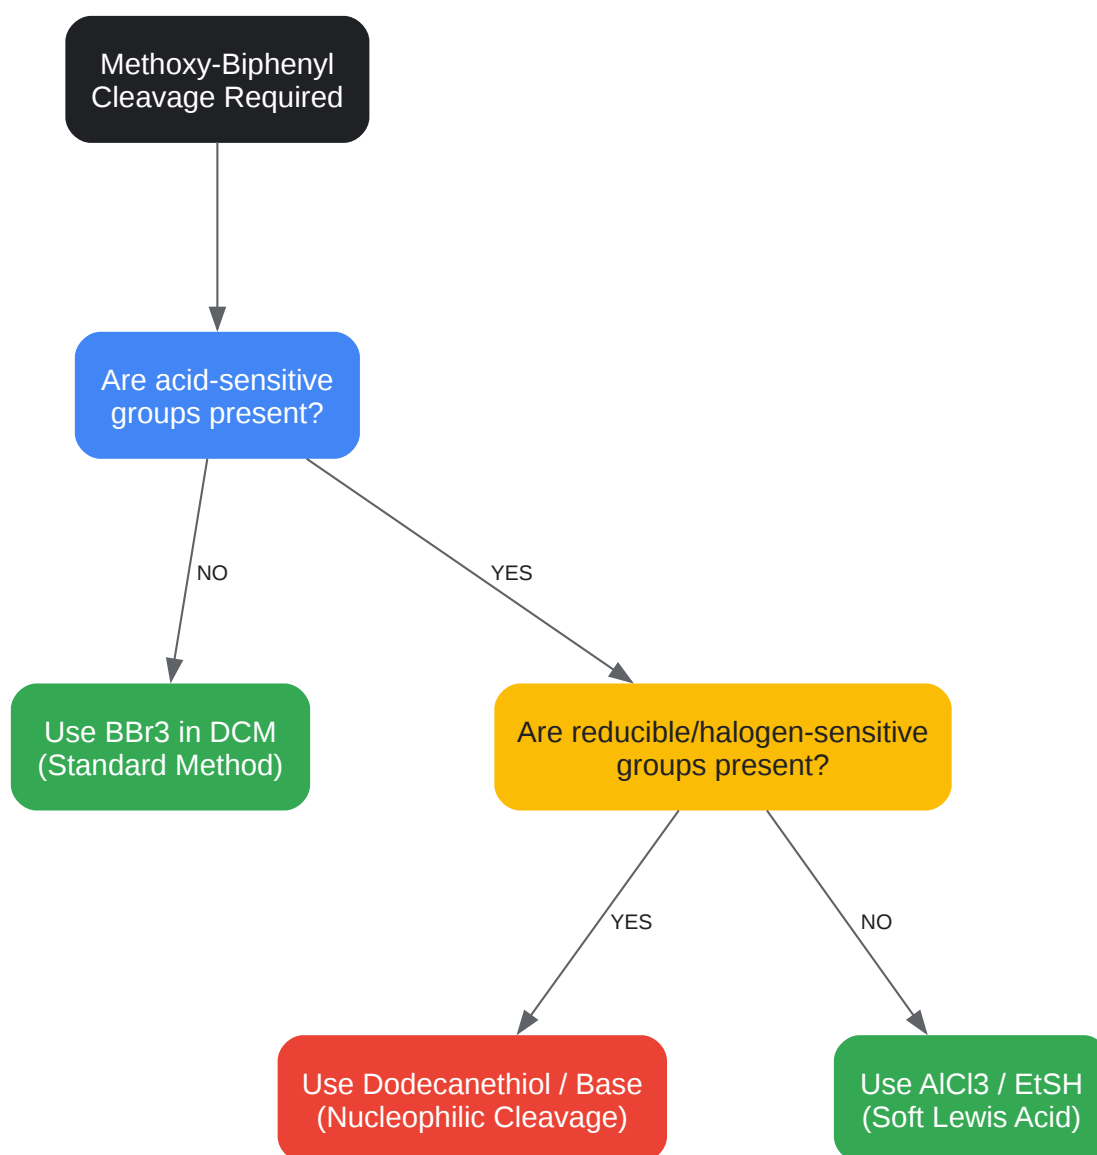 Methoxy-Biphenyl
Cleavage Required
Are acid-sensitive
groups present?
NO
YES
Use BBr3 in DCM
(Standard Method)
Are reducible/halogen-sensitive
groups present?
YES
NO
Use Dodecanethiol / Base
(Nucleophilic Cleavage)
Use AlCl3 / EtSH
(Soft Lewis Acid)